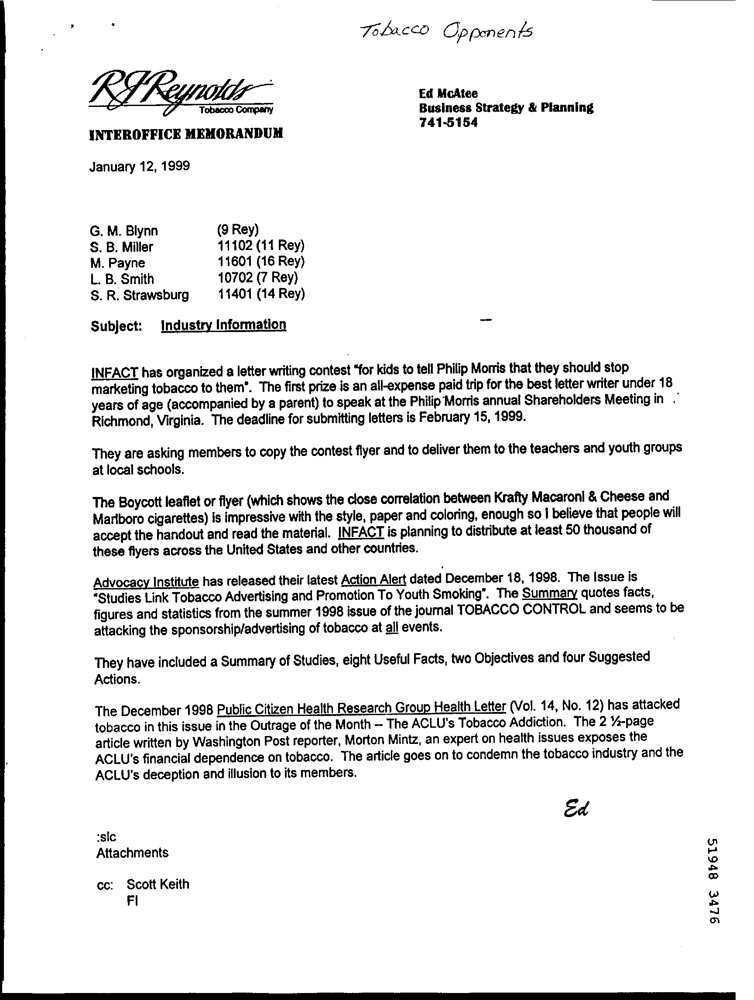 Tobacco Opponents
RJReynolds
Tobacco Company
INTEROFFICE MEMORANDUM
Ed McAtee
Business Strategy & Planning
741-5154
January 12, 1999
G. M. Blynn (9 Rey)
S. B. Miller 11102 (11 Rey)
M. Payne 11601 (16 Rey)
L. B. Smith 10702 (7 Rey)
S. R. Strawsburg 11401 (14 Rey)
Subject: Industry Information
INFACT has organized a letter writing contest "for kids to tell Philip Morris that they should stop
marketing tobacco to them". The first prize is an all-expense paid trip for the best letter writer under 18
years of age (accompanied by a parent) to speak at the Philip Morris annual Shareholders Meeting in
Richmond, Virginia. The deadline for submitting letters is February 15, 1999.
They are asking members to copy the contest flyer and to deliver them to the teachers and youth groups
at local schools.
The Boycott leaflet or flyer (which shows the close correlation between Krafty Macaroni & Cheese and
Marlboro cigarettes) is impressive with the style, paper and coloring, enough so I believe that people will
accept the handout and read the material. INFACT is planning to distribute at least 50 thousand of
these flyers across the United States and other countries.
Advocacy Institute has released their latest Action Alert dated December 18, 1998. The Issue is
"Studies Link Tobacco Advertising and Promotion To Youth Smoking". The Summary quotes facts,
figures and statistics from the summer 1998 issue of the journal TOBACCO CONTROL and seems to be
attacking the sponsorship/advertising of tobacco at all events.
They have included a Summary of Studies, eight Useful Facts, two Objectives and four Suggested
Actions.
The December 1998 Public Citizen Health Research Group Health Letter (Vol. 14, No. 12) has attacked
tobacco in this issue in the Outrage of the Month – The ACLU's Tobacco Addiction. The 2 ½-page
article written by Washington Post reporter, Morton Mintz, an expert on health issues exposes the
ACLU's financial dependence on tobacco. The article goes on to condemn the tobacco industry and the
ACLU's deception and illusion to its members.
Ed
:slc
Attachments
cc: Scott Keith
FI
51948 3476